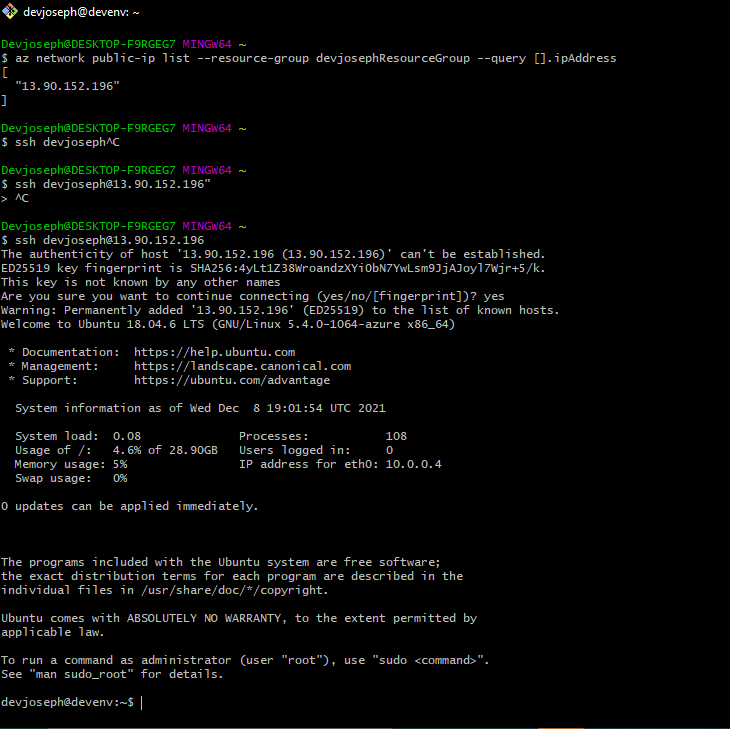 devjoseph@devenv: ~
Devjoseph@DESKTOP-F9RGEG7 MINGW64 ~
$ az network public-ip list --resource-group devjosephResourceGroup --query [].ipAddress
[
  "13.90.152.196"
]
Devjoseph@DESKTOP-F9RGEG7 MINGW64 ~
$ ssh devjoseph^C
Devjoseph@DESKTOP-F9RGEG7 MINGW64 ~
$ ssh devjoseph@13.90.152.196"
> ^C
Devjoseph@DESKTOP-F9RGEG7 MINGW64 ~
$ ssh devjoseph@13.90.152.196
The authenticity of host '13.90.152.196 (13.90.152.196)' can't be established.
ED25519 key fingerprint is SHA256:4yLt1Z38WroandzXYiObN7YwLsm9JjAJoyl7Wjr+5/k.
This key is not known by any other names
Are you sure you want to continue connecting (yes/no/[fingerprint])? yes
Warning: Permanently added '13.90.152.196' (ED25519) to the list of known hosts.
Welcome to Ubuntu 18.04.6 LTS (GNU/Linux 5.4.0-1064-azure x86_64)
 * Documentation:  https://help.ubuntu.com
 * Management:     https://landscape.canonical.com
 * Support:        https://ubuntu.com/advantage
  System information as of Wed Dec  8 19:01:54 UTC 2021
  System load:  0.08              Processes:           108
  Usage of /:   4.6% of 28.90GB   Users logged in:     0
  Memory usage: 5%                IP address for eth0: 10.0.0.4
  Swap usage:   0%
0 updates can be applied immediately.
The programs included with the Ubuntu system are free software;
the exact distribution terms for each program are described in the
individual files in /usr/share/doc/*/copyright.
Ubuntu comes with ABSOLUTELY NO WARRANTY, to the extent permitted by
applicable law.
To run a command as administrator (user "root"), use "sudo <command>".
See "man sudo_root" for details.
devjoseph@devenv:~$